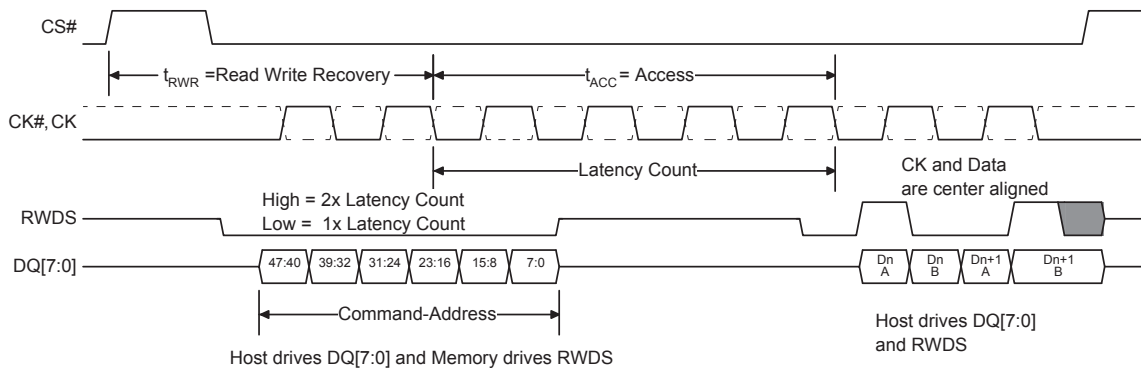 CS#
tRWR =Read Write Recovery
tACC = Access
CK#, CK
Latency Count
CK and Data
are center aligned
High = 2x Latency Count
Low = 1x Latency Count
RWDS
DQ[7:0]
47:40 39:32 31:24 23:16 15:8 7:0
Dn
A
Dn
B
Dn+1
A
Dn+1
B
Command-Address
Host drives DQ[7:0]
and RWDS
Host drives DQ[7:0] and Memory drives RWDS